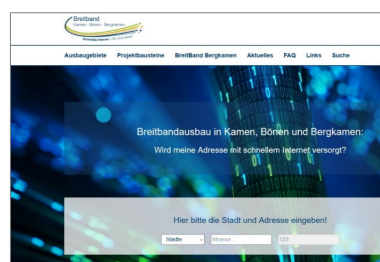 Breitband
Kamen - Bönen - Bergkamen
Ausbaugebiete Projektbausteine BreitBand Bergkamen Aktuelles FAQ Links Suche
Breitbandausbau in Kamen, Bönen und Bergkamen:
Wird meine Adresse mit schnellem Internet versorgt?
Hier bitte die Stadt und Adresse eingeben!
Städte Strasse 123